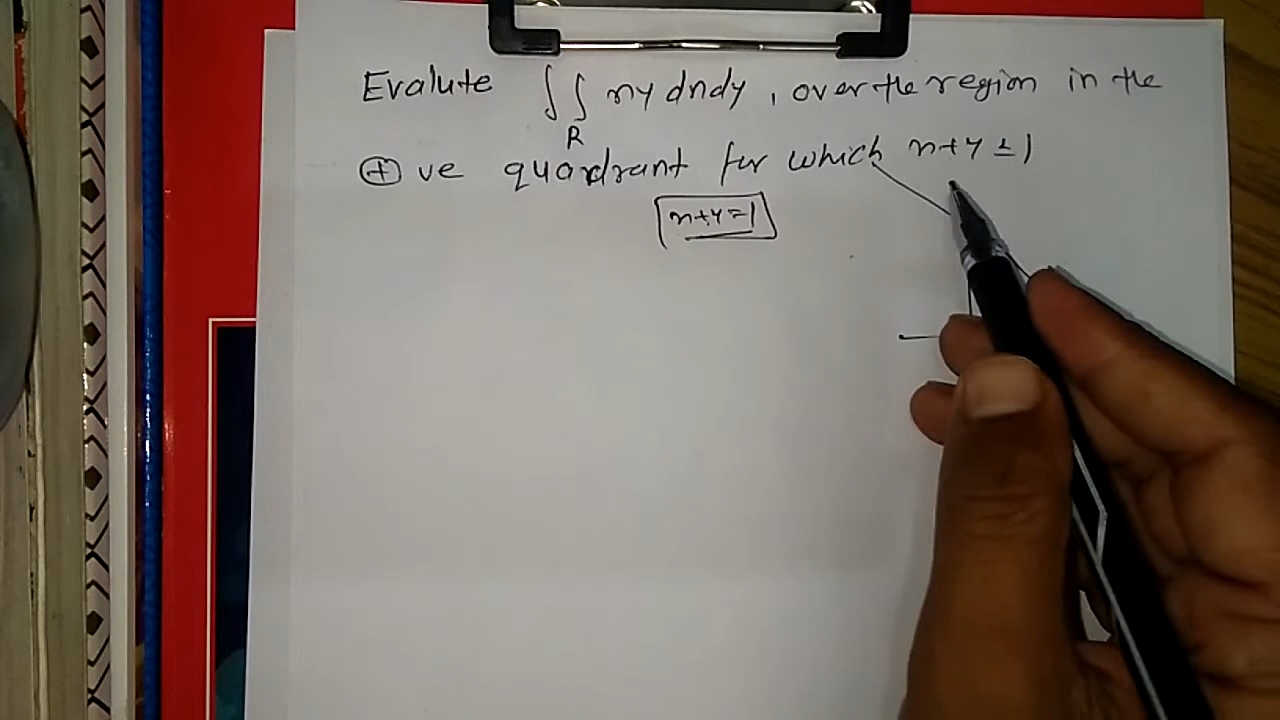 Evalute ∫∫ xy dxdy, over the region in the
R
⊕ ve quadrant for which x+y ≤ 1
x+y=1